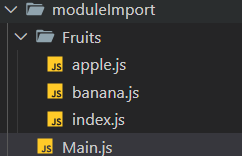 moduleImport
Fruits
JS apple.js
JS banana.js
JS index.js
JS Main.js